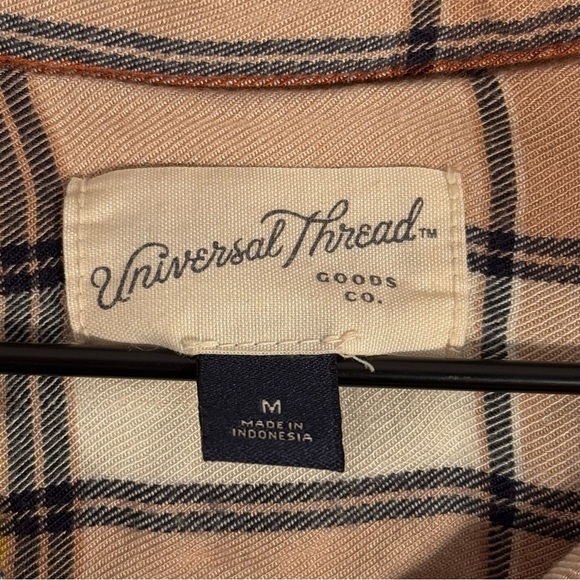 Universal Thread™
GOODS
CO.
M
MADE IN
INDONESIA